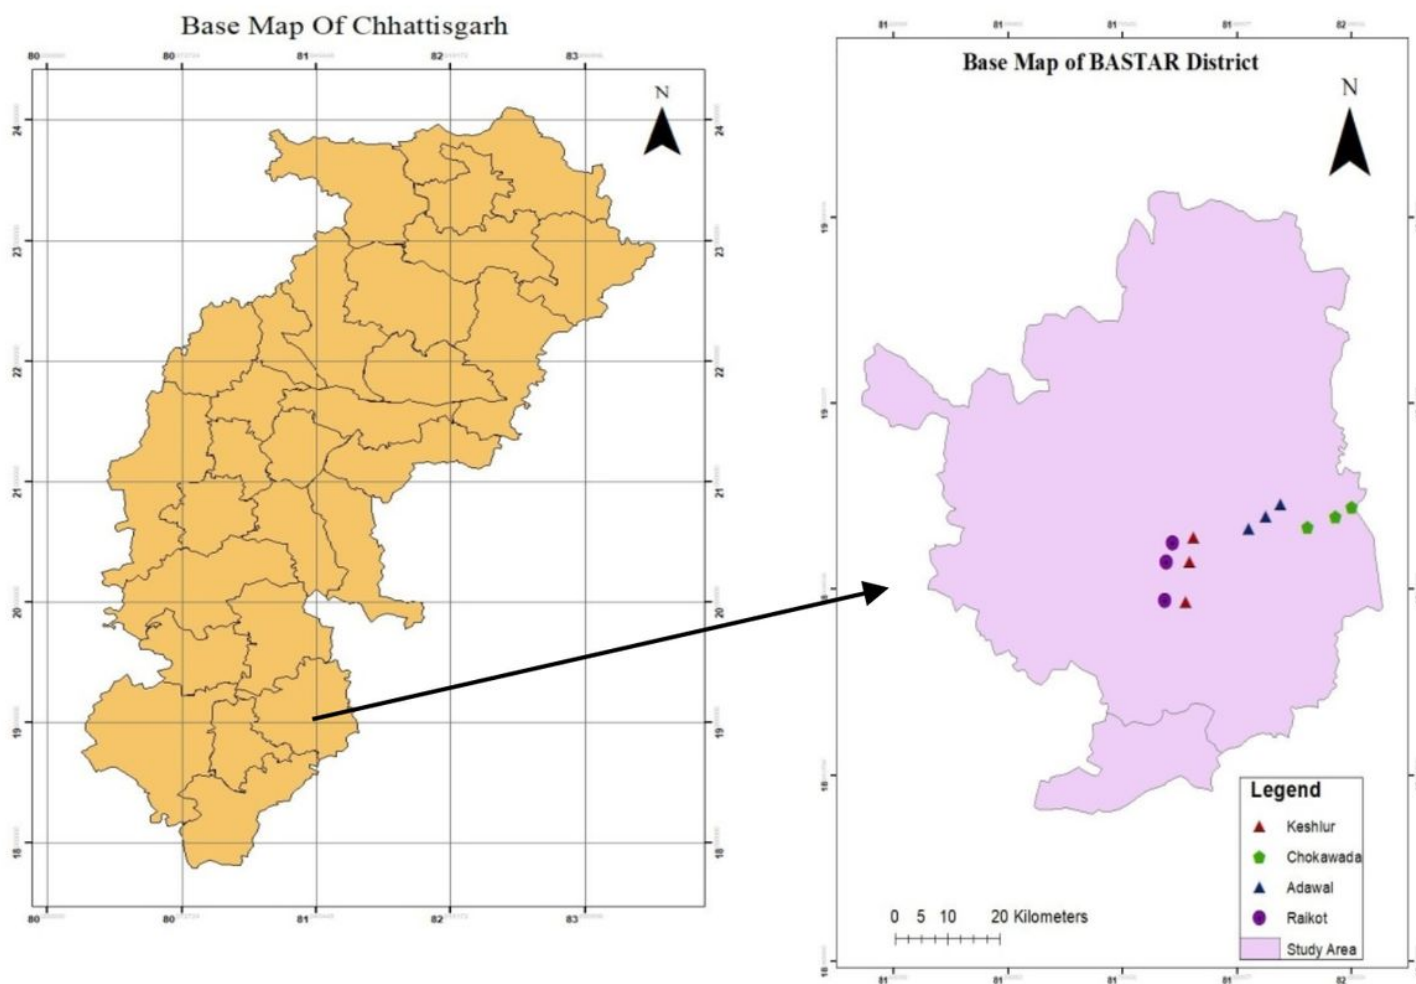 Base Map Of Chhattisgarh
80 80 81 82 83
N
24 24
23 23
22 22
21 21
20 20
19 19
18 18
80 80 81 82 83
81 81 81 81 82
Base Map of BASTAR District
N
19
19
18
18
Legend
Keshlur
Chokawada
Adawal
Raikot
Study Area
0 5 10 20 Kilometers
81 81 81 81 82